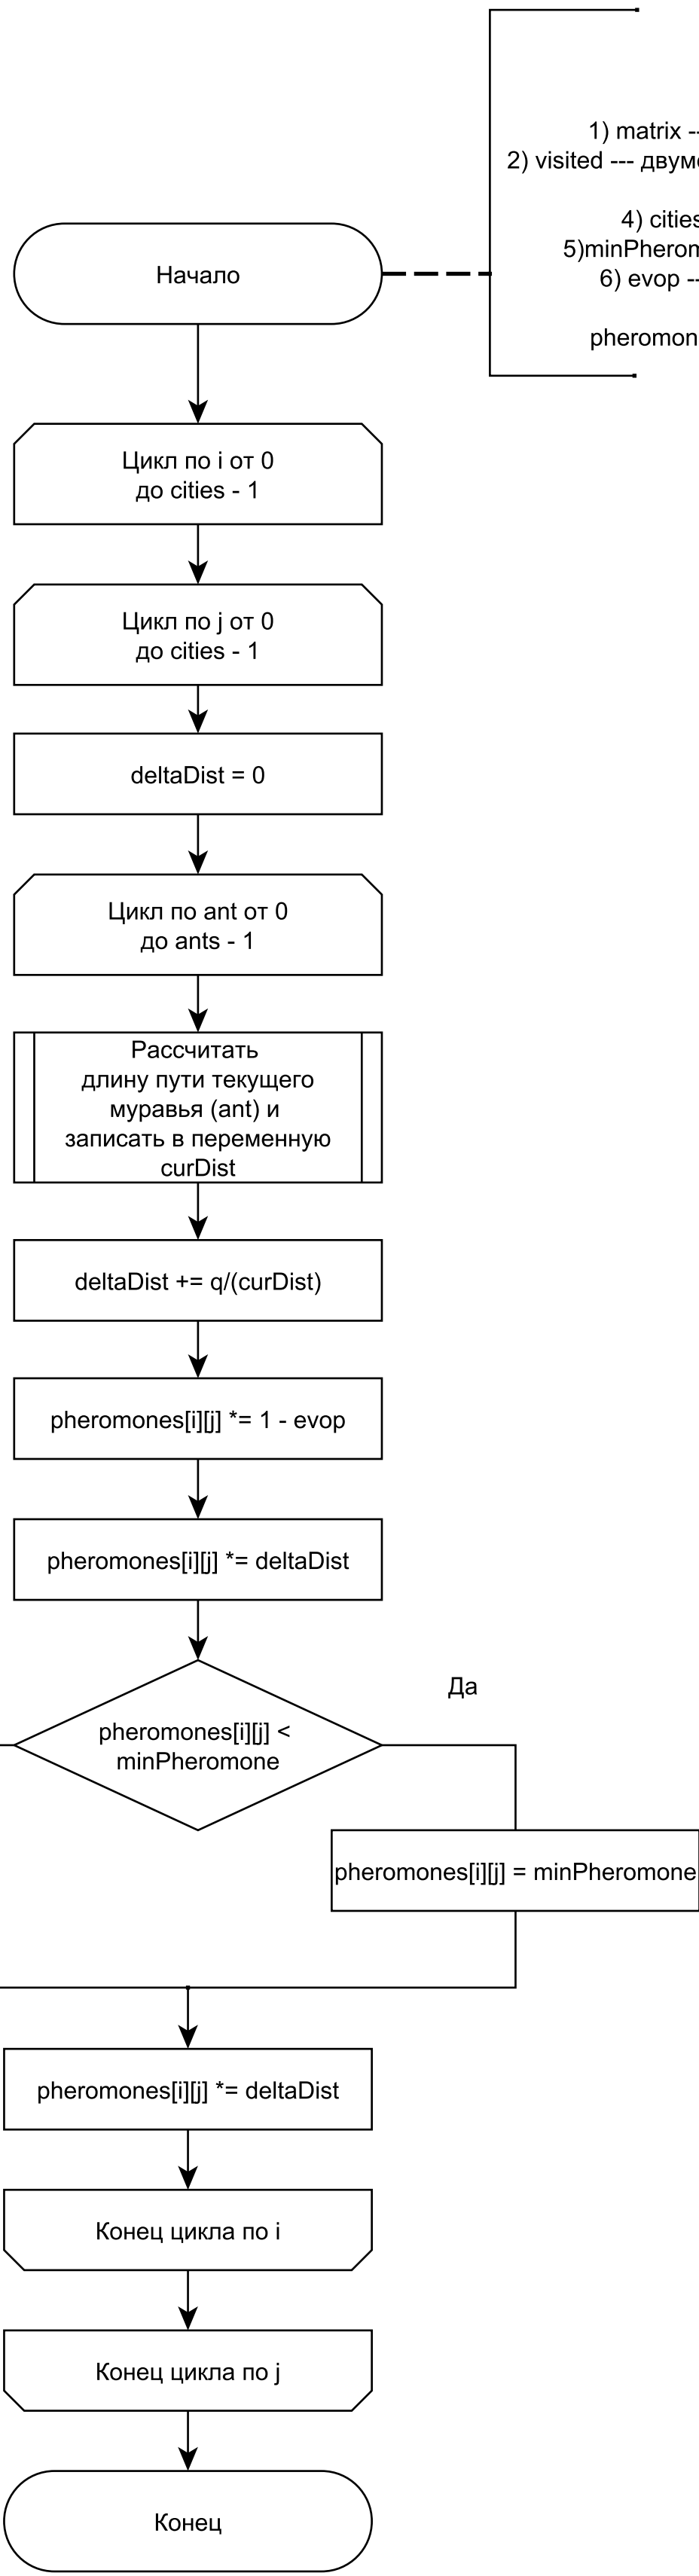 1) matrix --
2) visited --- двум
4) cities
5)minPherom
6) evop --
pheromon
Начало
Цикл по i от 0
до cities - 1
Цикл по j от 0
до cities - 1
deltaDist = 0
Цикл по ant от 0
до ants - 1
Рассчитать
длину пути текущего
муравья (ant) и
записать в переменную
curDist
deltaDist += q/(curDist)
pheromones[i][j] *= 1 - evop
pheromones[i][j] *= deltaDist
Да
pheromones[i][j] <
minPheromone
pheromones[i][j] = minPheromone
pheromones[i][j] *= deltaDist
Конец цикла по i
Конец цикла по j
Конец